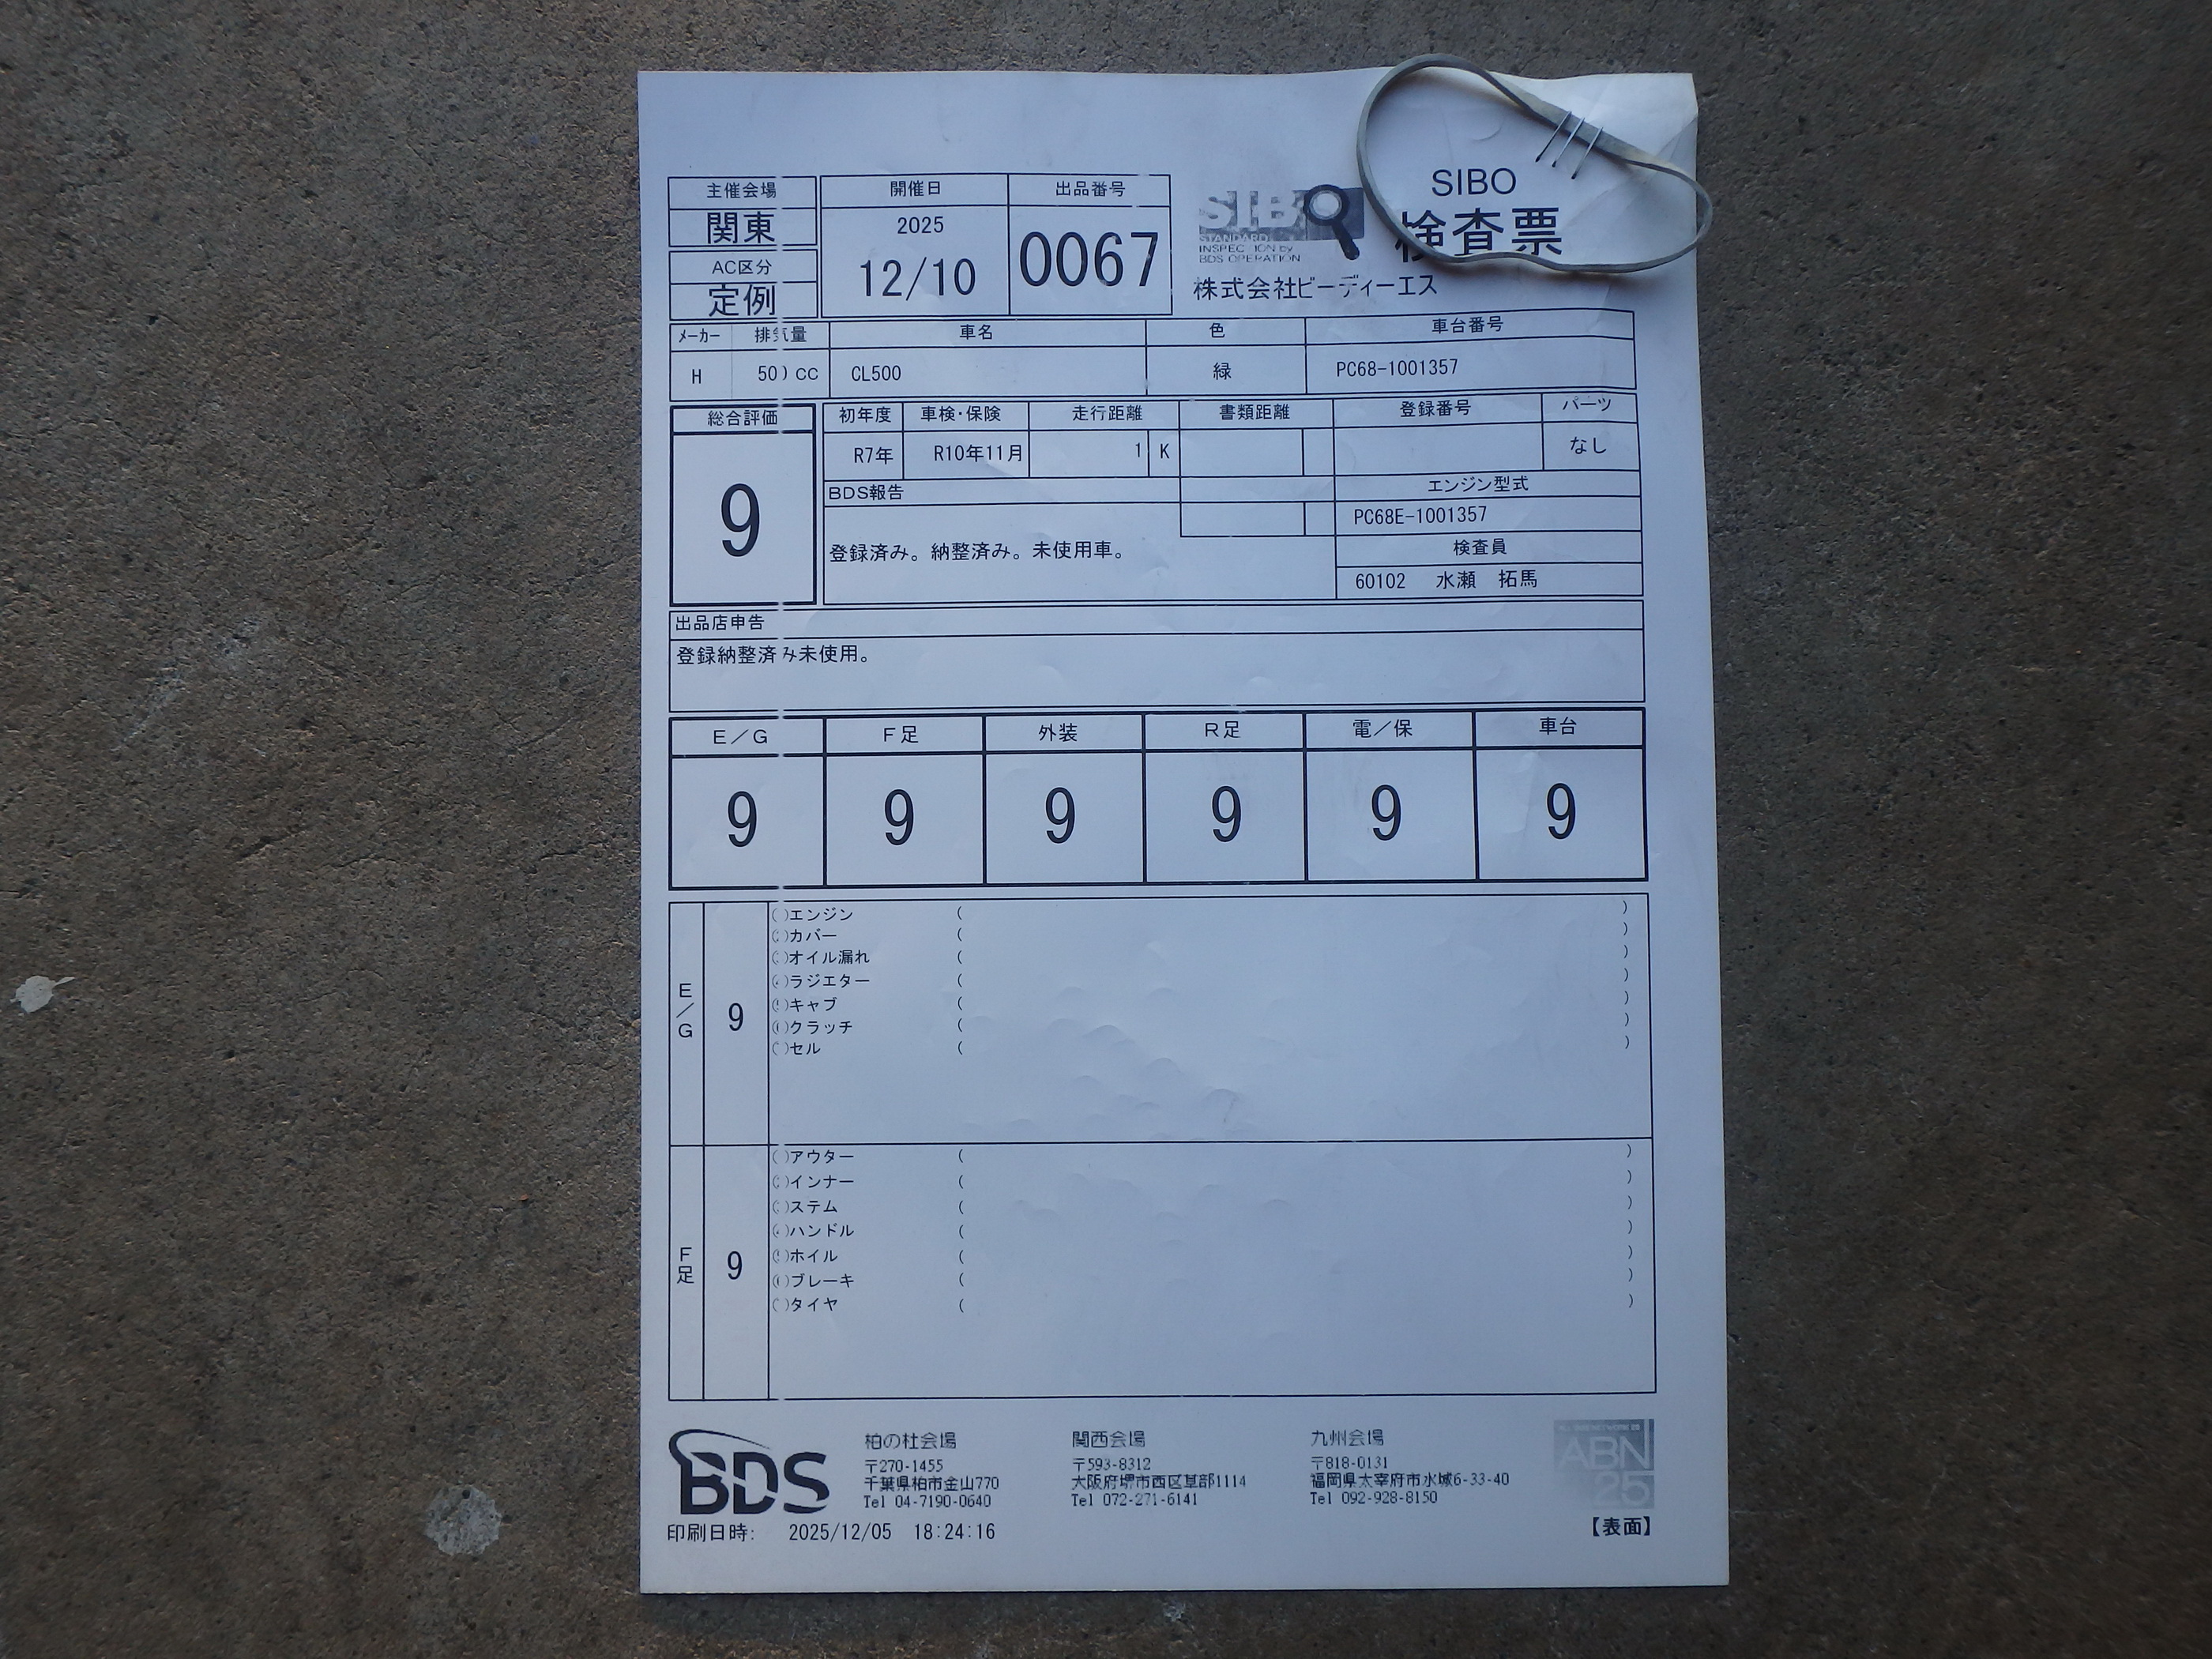 主催会場 開催日 出品番号
関東 2025 12/10 0067
AC区分
定例
SIBO
STANDARD
INSPECTION by
BDS OPERATION
SIBO
検査票
株式会社ビーディーエス
メーカー 排気量 車名 色 車台番号
H 500 cc CL500 緑 PC68-1001357
総合評価 初年度 車検・保険 走行距離 書類距離 登録番号 パーツ
9 R7年 R10年11月 1 K なし
BDS報告 エンジン型式
PC68E-1001357
登録済み。納整済み。未使用車。 検査員
60102 水瀬 拓馬
出品店申告
登録納整済み未使用。
E/G F足 外装 R足 電/保 車台
9 9 9 9 9 9
E/G 9
( )エンジン ( )
( )カバー ( )
( )オイル漏れ ( )
( )ラジエター ( )
( )キャブ ( )
( )クラッチ ( )
( )セル ( )
F足 9
( )アウター ( )
( )インナー ( )
( )ステム ( )
( )ハンドル ( )
( )ホイル ( )
( )ブレーキ ( )
( )タイヤ ( )
BDS
柏の杜会場
〒270-1455
千葉県柏市金山770
Tel 04-7190-0640
関西会場
〒593-8312
大阪府堺市西区草部1114
Tel 072-271-6141
九州会場
〒818-0131
福岡県太宰府市水城6-33-40
Tel 092-928-8150
ABN
25
印刷日時: 2025/12/05 18:24:16 【表面】